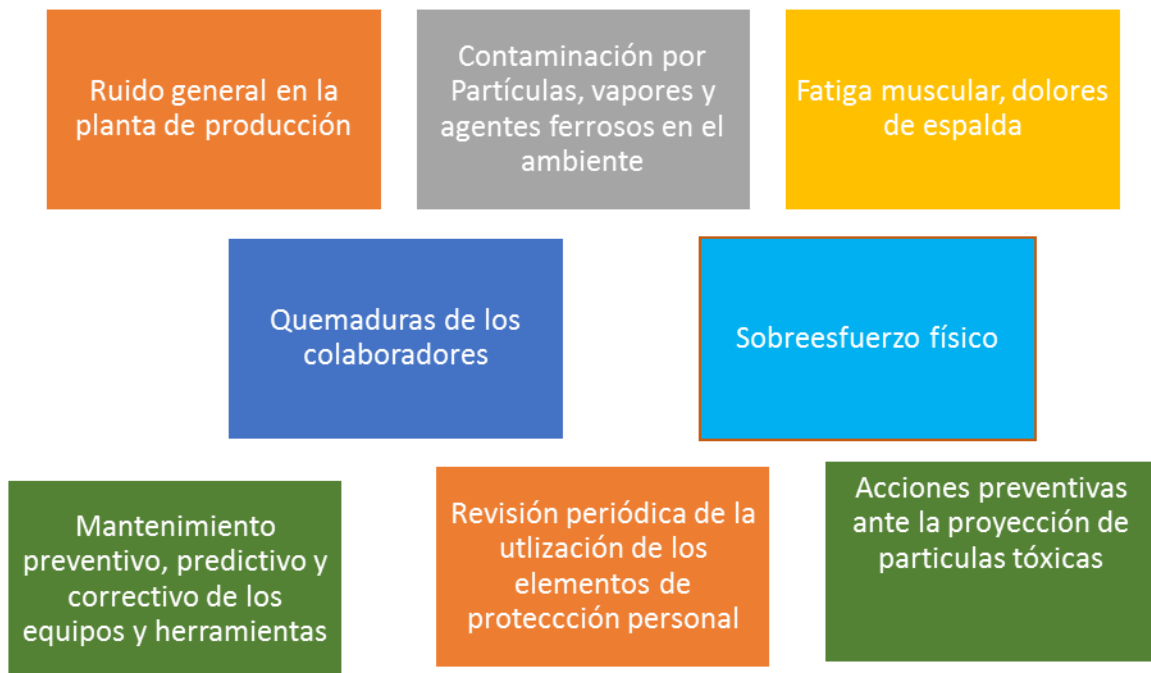 Ruido general en la
planta de producción
Contaminación por
Partículas, vapores y
agentes ferrosos en el
ambiente
Fatiga muscular, dolores
de espalda
Quemaduras de los
colaboradores
Sobreesfuerzo físico
Mantenimiento
preventivo, predictivo y
correctivo de los
equipos y herramientas
Revisión periódica de la
utlización de los
elementos de
proteccción personal
Acciones preventivas
ante la proyección de
particulas tóxicas